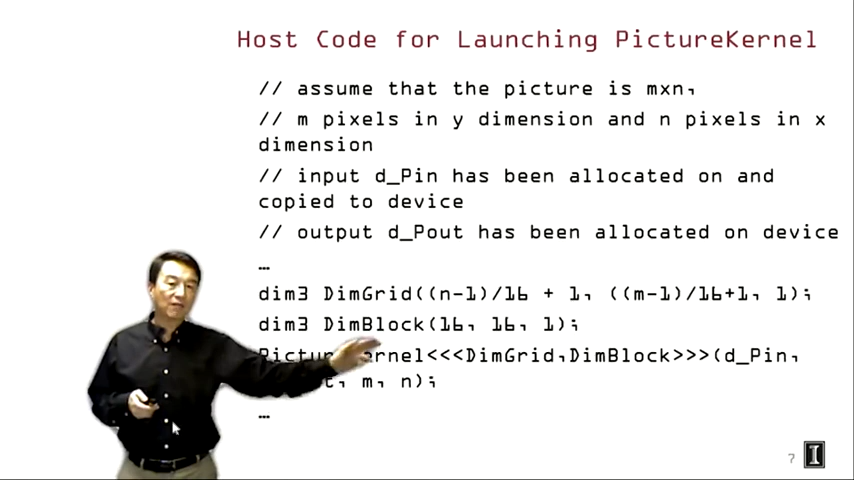 Host Code for Launching PictureKernel
// assume that the picture is mxn,
// m pixels in y dimension and n pixels in x
dimension
// input d_Pin has been allocated on and
copied to device
// output d_Pout has been allocated on device
…
dim3 DimGrid((n-1)/16 + 1, ((m-1)/16+1, 1);
dim3 DimBlock(16, 16, 1);
<<<DimGrid,DimBlock>>>(d_Pin,
m, n);
…
7
I